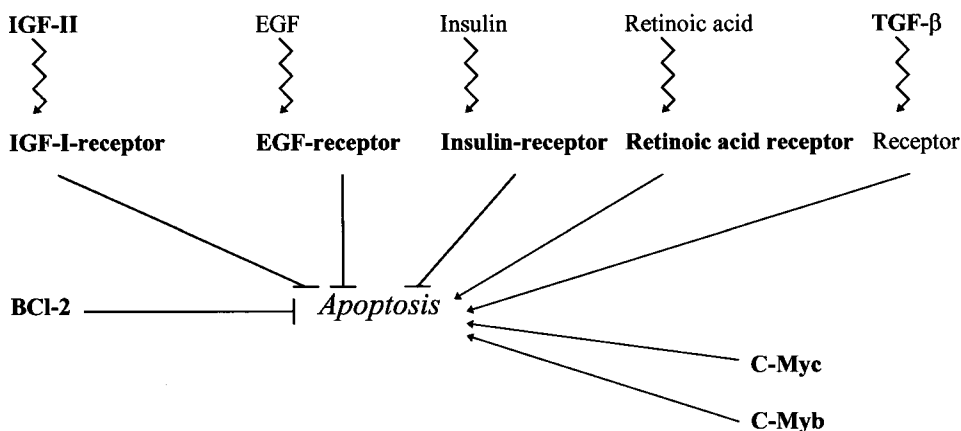 IGF-II EGF Insulin Retinoic acid TGF-β
IGF-I-receptor EGF-receptor Insulin-receptor Retinoic acid receptor Receptor
BCl-2 Apoptosis
C-Myc
C-Myb